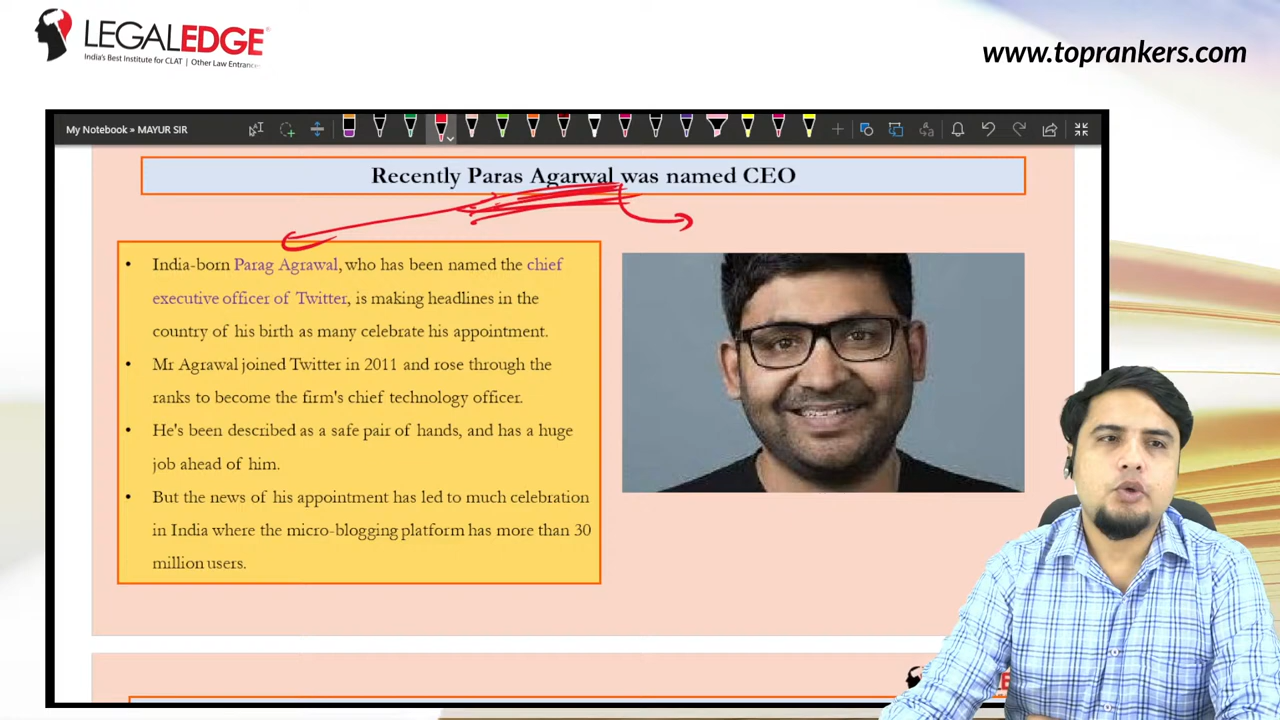 LEGALEDGE
India's Best Institute for CLAT | Other Law Entrances
www.toprankers.com
My Notebook » MAYUR SIR
Recently Paras Agarwal was named CEO
• India-born Parag Agrawal, who has been named the chief
executive officer of Twitter, is making headlines in the
country of his birth as many celebrate his appointment.
• Mr Agrawal joined Twitter in 2011 and rose through the
ranks to become the firm's chief technology officer.
• He's been described as a safe pair of hands, and has a huge
job ahead of him.
• But the news of his appointment has led to much celebration
in India where the micro-blogging platform has more than 30
million users.